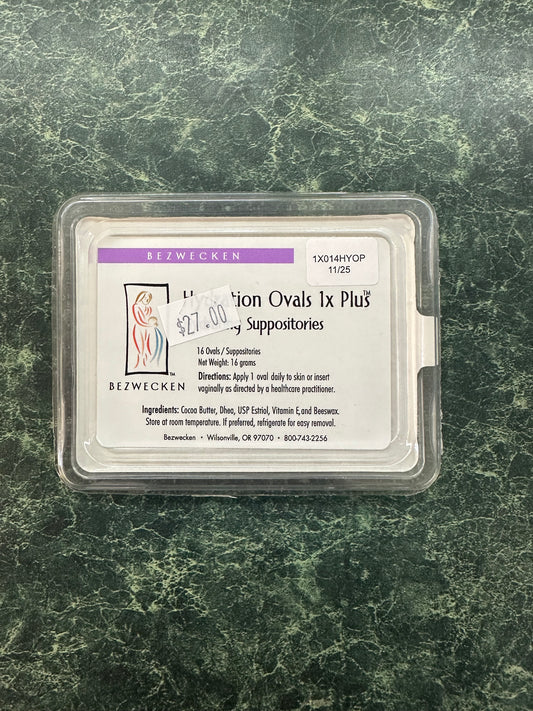 BEZWECKEN
1X014HYOP
11/25
Ovals 1x Plus™
$27.00
Suppositories
16 Ovals/Suppositories
Net Weight: 16 grams
Directions: Apply 1 oval daily to skin or insert
vaginally as directed by a healthcare practitioner.
™
BEZWECKEN
Ingredients: Cocoa Butter, Dhea, USP Estriol, Vitamin E,and Beeswax.
Store at room temperature. If preferred, refrigerate for easy removal.
Bezwecken • Wilsonville, OR 97070 • 800-743-2256